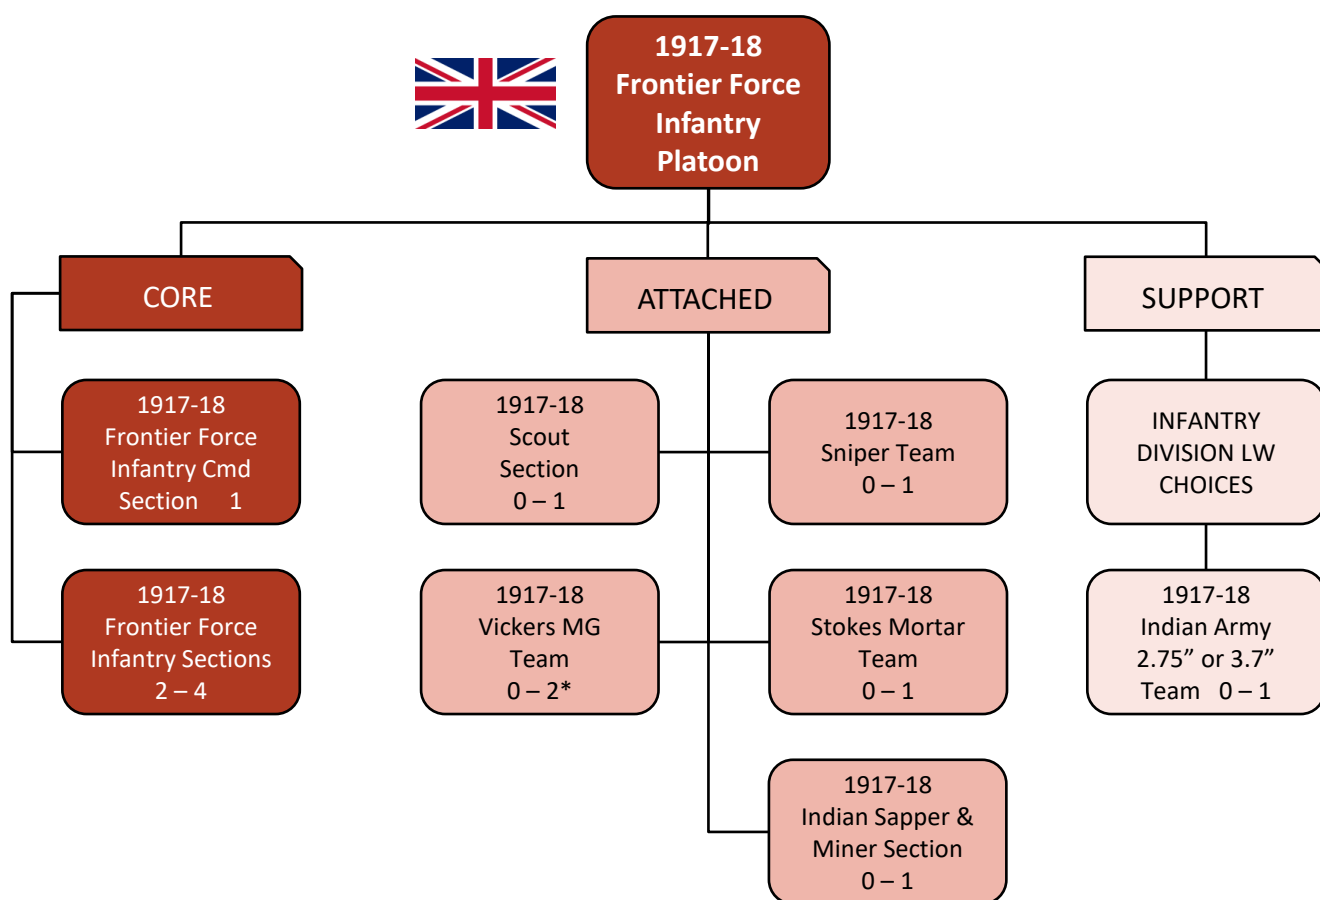 1917-18
Frontier Force
Infantry
Platoon
CORE
ATTACHED
SUPPORT
1917-18
Frontier Force
Infantry Cmd
Section 1
1917-18
Scout
Section
0 – 1
1917-18
Sniper Team
0 – 1
INFANTRY
DIVISION LW
CHOICES
1917-18
Frontier Force
Infantry Sections
2 – 4
1917-18
Vickers MG
Team
0 – 2*
1917-18
Stokes Mortar
Team
0 – 1
1917-18
Indian Army
2.75” or 3.7”
Team 0 – 1
1917-18
Indian Sapper &
Miner Section
0 – 1